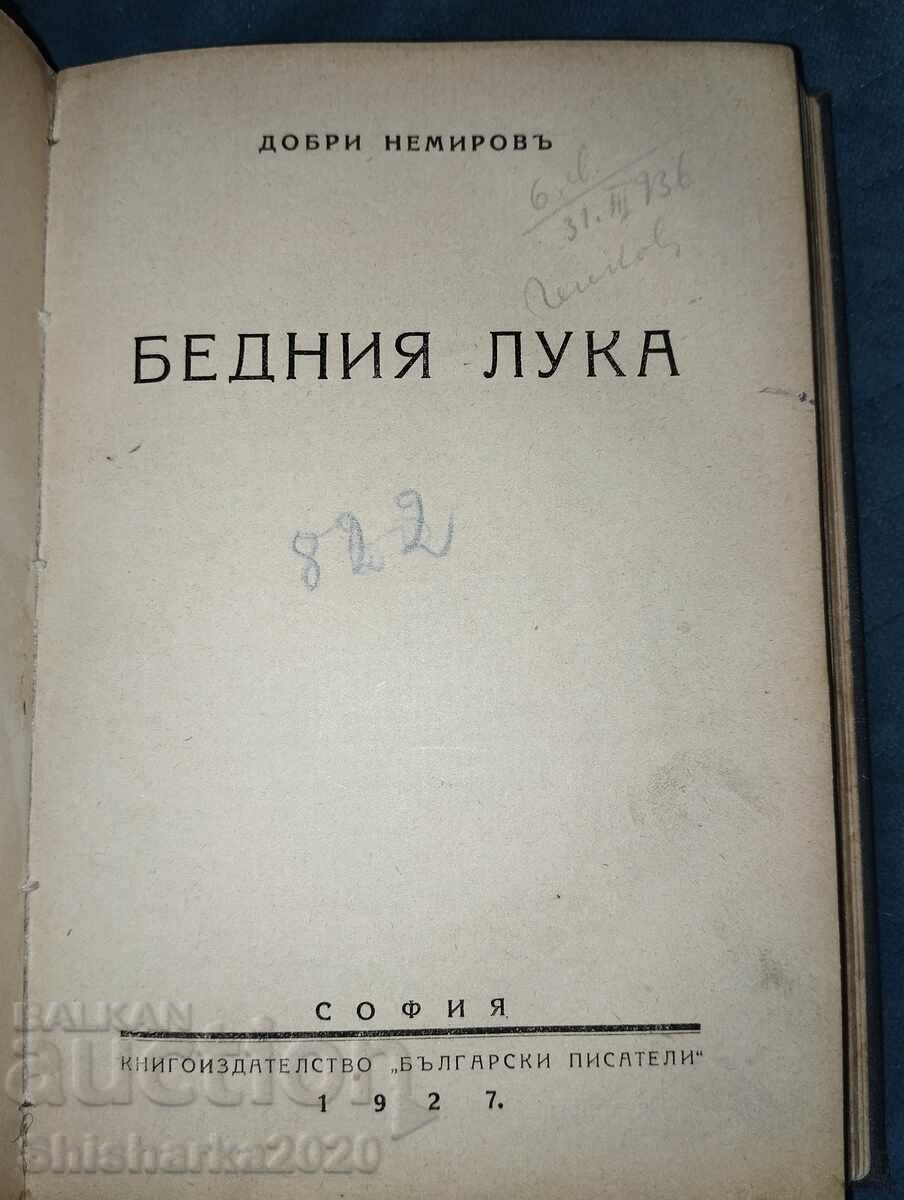 ДОБРИ НЕМИРОВЪ
31.III 936
БЕДНИЯ ЛУКА
822
СОФИЯ
КНИГОИЗДАТЕЛСТВО „БЪЛГАРСКИ ПИСАТЕЛИ“
1927.
BALKAN
auction
Shisharka2020